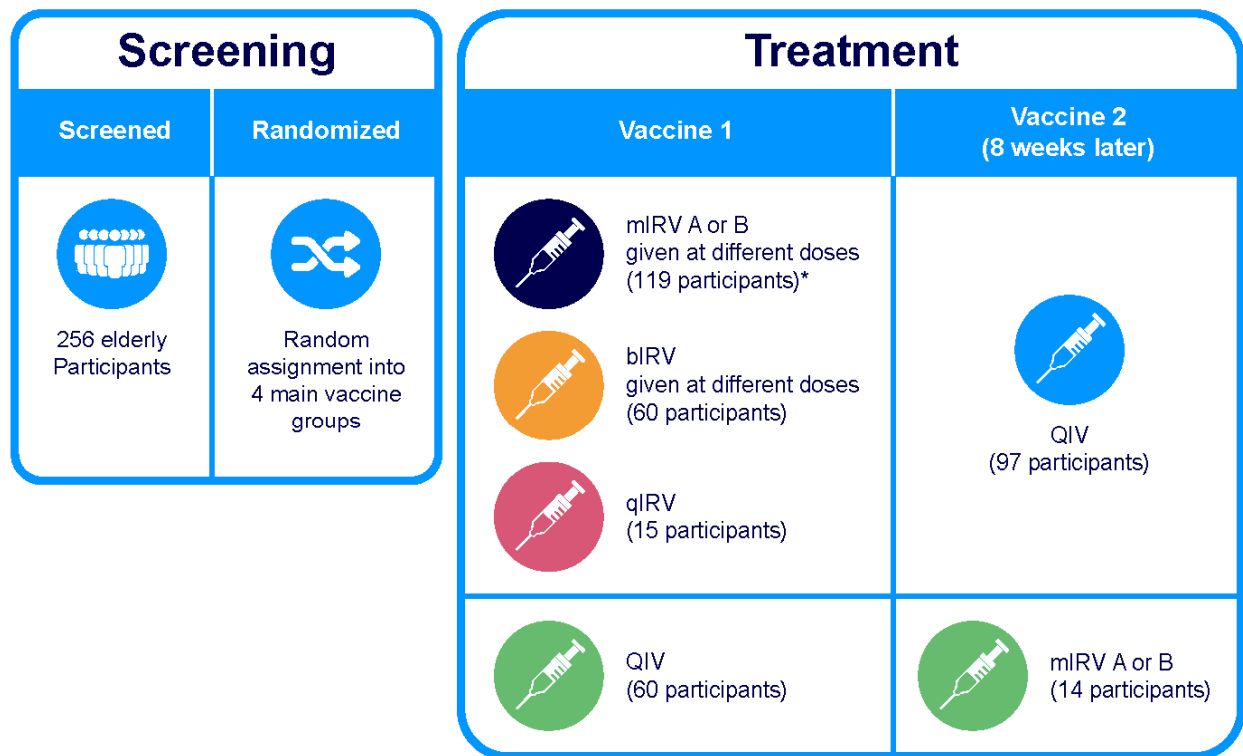 Screening
Screened
Randomized
256 elderly
Participants
Random
assignment into
4 main vaccine
groups
Treatment
Vaccine 1
Vaccine 2
(8 weeks later)
mIRV A or B
given at different doses
(119 participants)*
bIRV
given at different doses
(60 participants)
qIRV
(15 participants)
QIV
(97 participants)
QIV
(60 participants)
mIRV A or B
(14 participants)